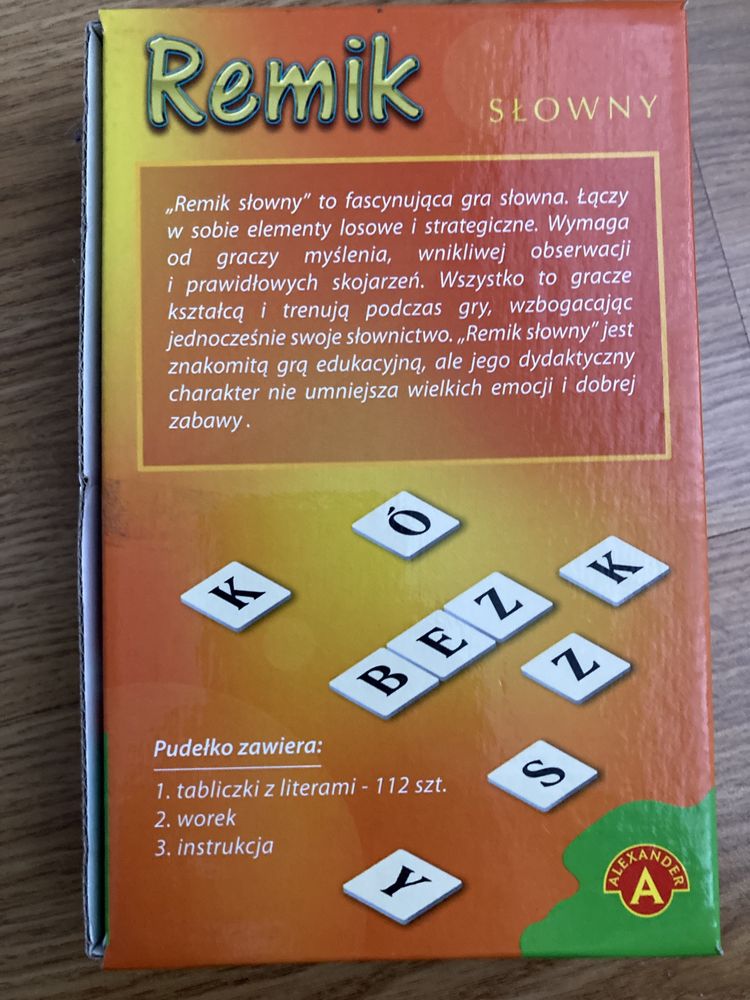 Remik
SŁOWNY
„Remik słowny” to fascynująca gra słowna. Łączy
w sobie elementy losowe i strategiczne. Wymaga
od graczy myślenia, wnikliwej obserwacji
i prawidłowych skojarzeń. Wszystko to gracze
kształcą i trenują podczas gry, wzbogacając
jednocześnie swoje słownictwo. „Remik słowny” jest
znakomitą grą edukacyjną, ale jego dydaktyczny
charakter nie umniejsza wielkich emocji i dobrej
zabawy .
Ó
K
K
BEZ
Z
S
Y
Pudełko zawiera:
1. tabliczki z literami - 112 szt.
2. worek
3. instrukcja
ALEXANDER
A